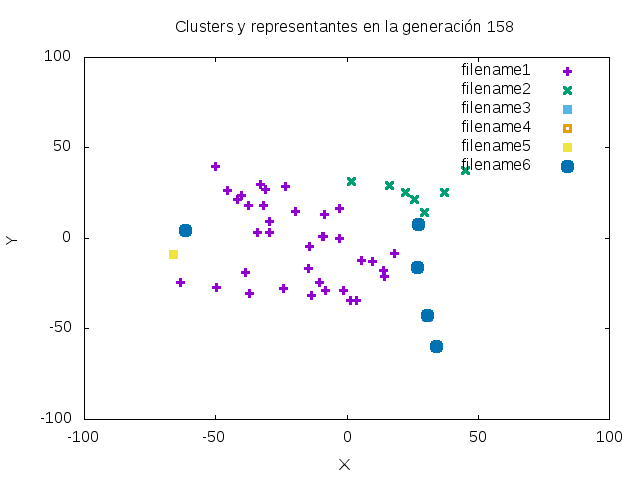 Clusters y representantes en la generación 158
100
50
0
-50
-100
-100
-50
0
50
100
Y
X
filename1
filename2
filename3
filename4
filename5
filename6